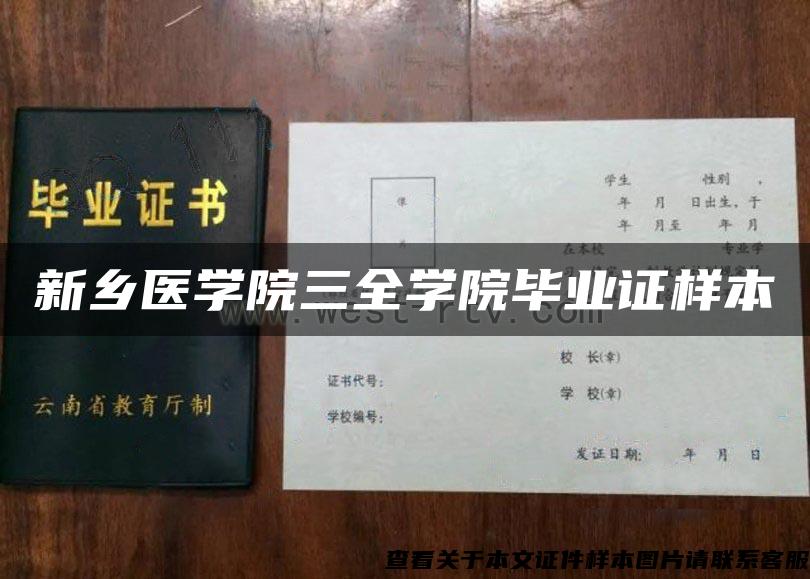 毕业证书
云南省教育厅制
像
片
学生 性别 ，
年 月 日出生，于
年 月至 年 月
在本校 专业学
新乡医学院三全学院毕业证样本
www.west-rtv.com
校 长(章)
证书代号：
学 校(章)
学校编号：
发证日期： 年 月 日
查看关于本文证件样本图片请联系客服